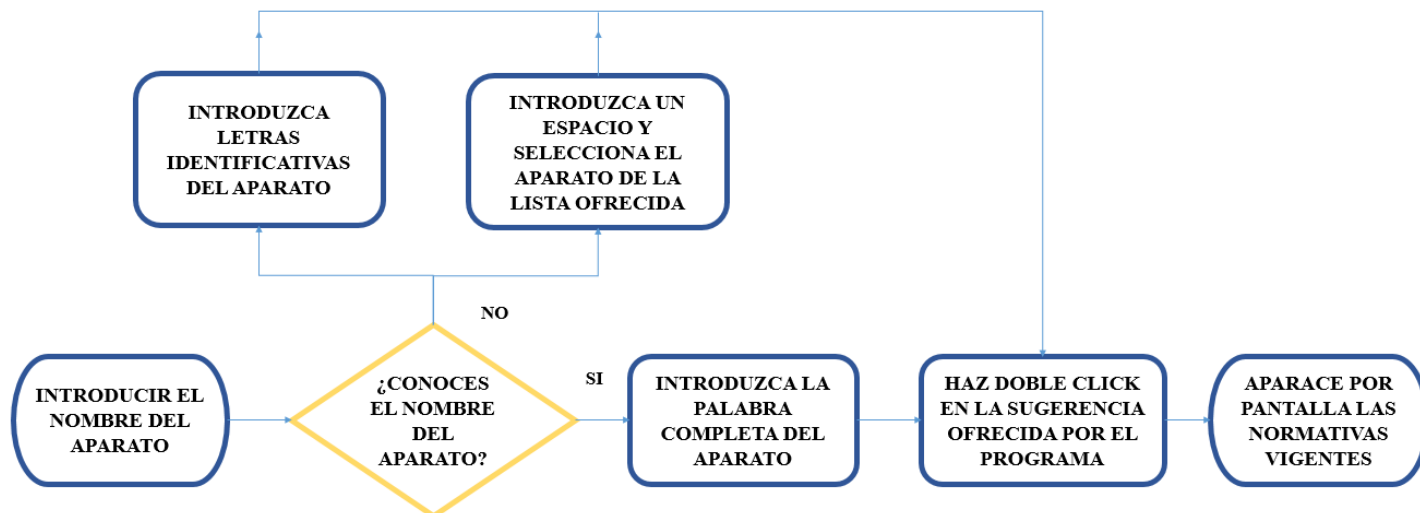 INTRODUZCA
LETRAS
IDENTIFICATIVAS
DEL APARATO
INTRODUZCA UN
ESPACIO Y
SELECCIONA EL
APARATO DE LA
LISTA OFRECIDA
NO
INTRODUCIR EL
NOMBRE DEL
APARATO
¿CONOCES
EL NOMBRE
DEL
APARATO?
SI
INTRODUZCA LA
PALABRA
COMPLETA DEL
APARATO
HAZ DOBLE CLICK
EN LA SUGERENCIA
OFRECIDA POR EL
PROGRAMA
APARACE POR
PANTALLA LAS
NORMATIVAS
VIGENTES